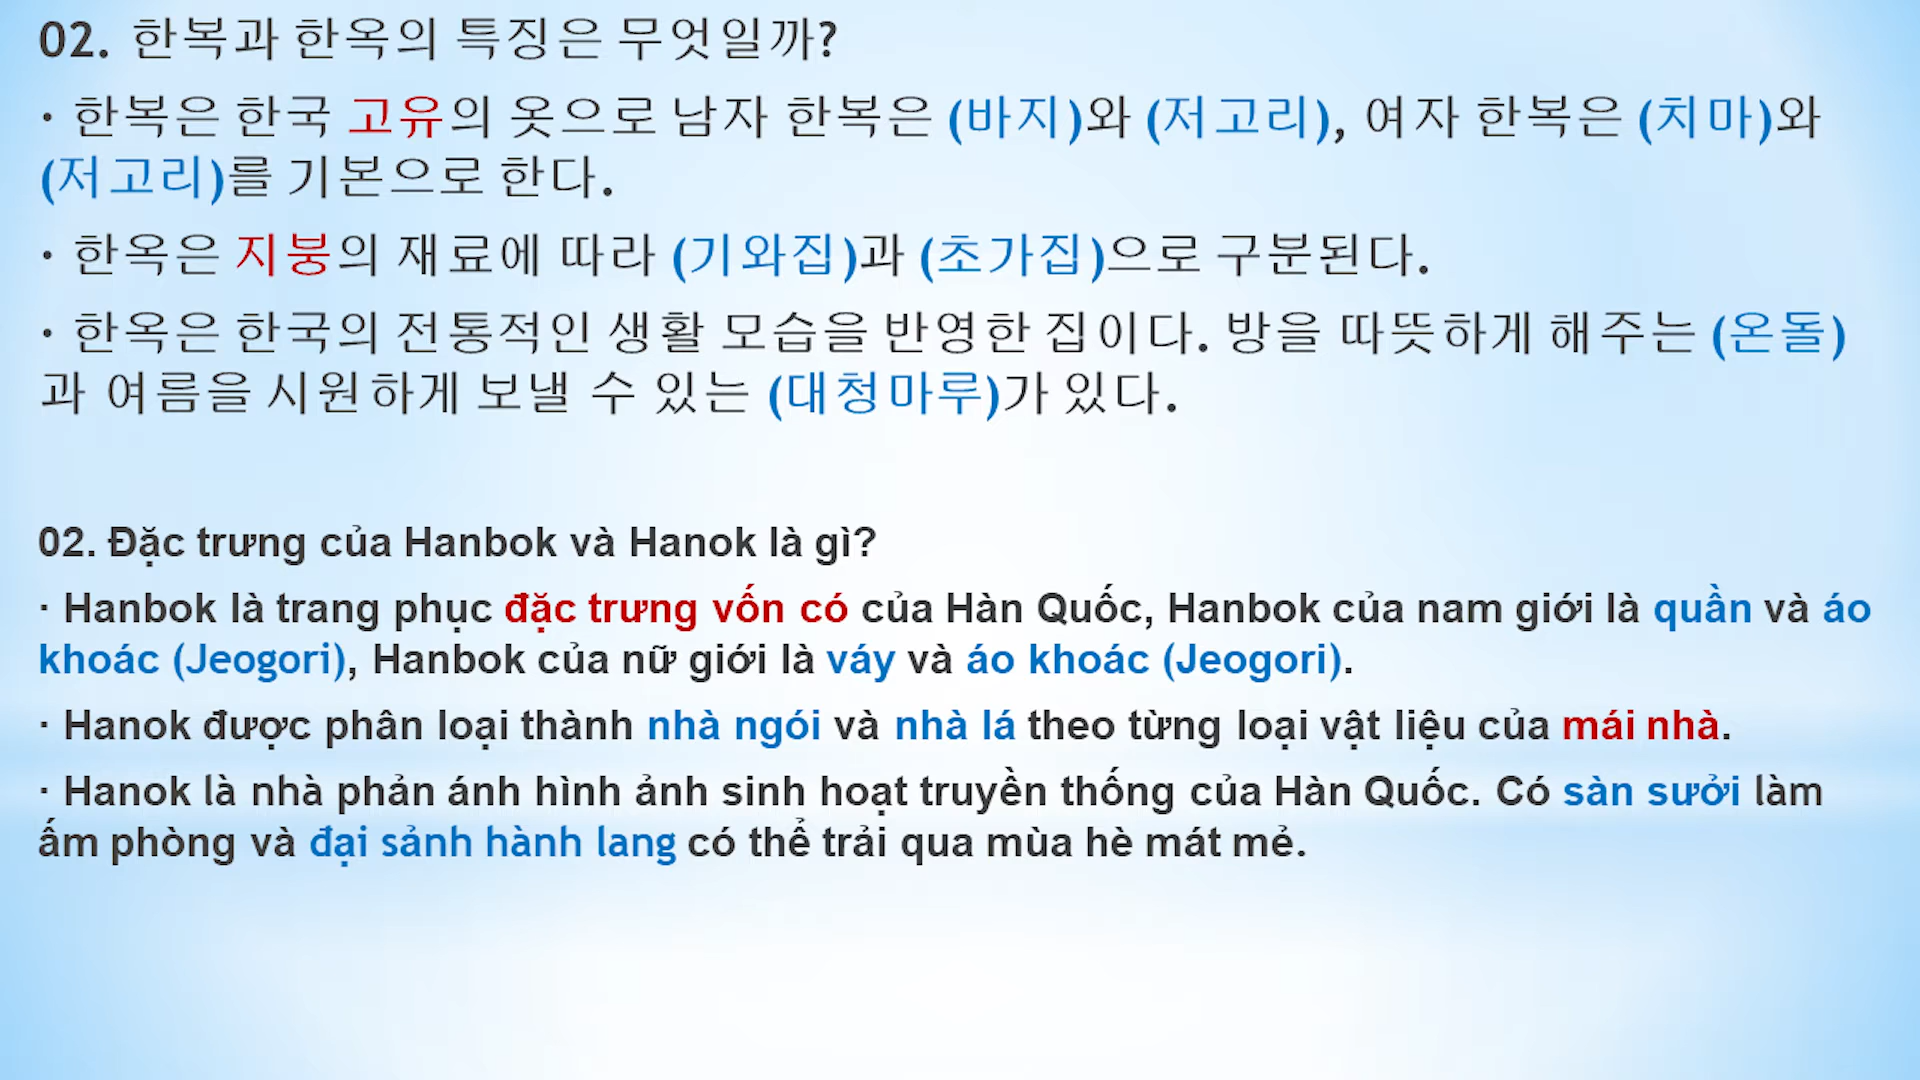 02. 한복과 한옥의 특징은 무엇일까?
· 한복은 한국 고유의 옷으로 남자 한복은 (바지)와 (저고리), 여자 한복은 (치마)와
(저고리)를 기본으로 한다.
· 한옥은 지붕의 재료에 따라 (기와집)과 (초가집)으로 구분된다.
· 한옥은 한국의 전통적인 생활 모습을 반영한 집이다. 방을 따뜻하게 해주는 (온돌)
과 여름을 시원하게 보낼 수 있는 (대청마루)가 있다.
02. Đặc trưng của Hanbok và Hanok là gì?
· Hanbok là trang phục đặc trưng vốn có của Hàn Quốc, Hanbok của nam giới là quần và áo
khoác (Jeogori), Hanbok của nữ giới là váy và áo khoác (Jeogori).
· Hanok được phân loại thành nhà ngói và nhà lá theo từng loại vật liệu của mái nhà.
· Hanok là nhà phản ánh hình ảnh sinh hoạt truyền thống của Hàn Quốc. Có sàn sưởi làm
ấm phòng và đại sảnh hành lang có thể trải qua mùa hè mát mẻ.